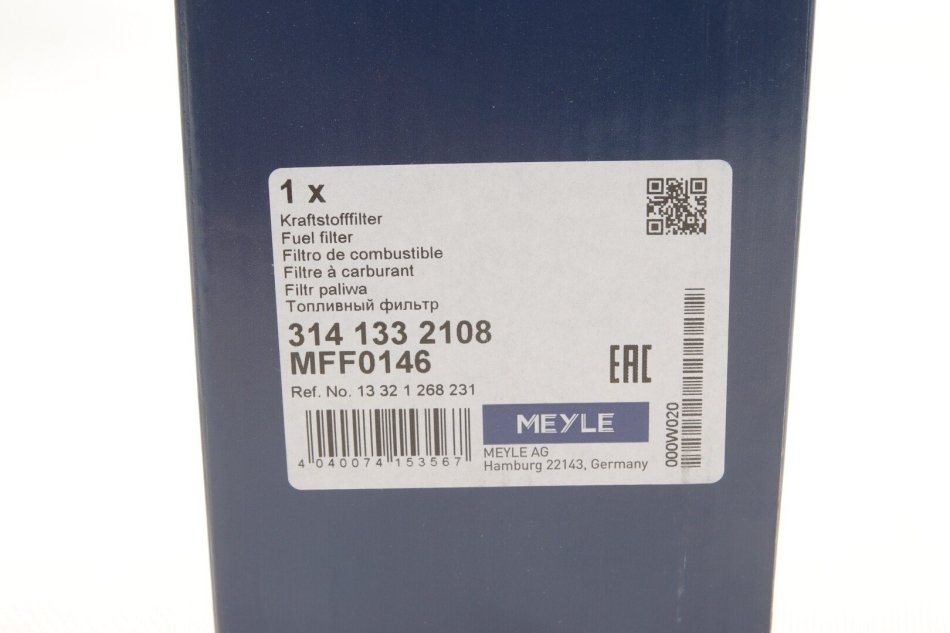 1 x
Kraftstofffilter
Fuel filter
Filtro de combustible
Filtre à carburant
Filtr paliwa
Топливный фильтр
314 133 2108
MFF0146
Ref. No. 13 32 1 268 231
4 040074 153567
MEYLE
MEYLE AG
Hamburg 22143, Germany
EAC
000W020